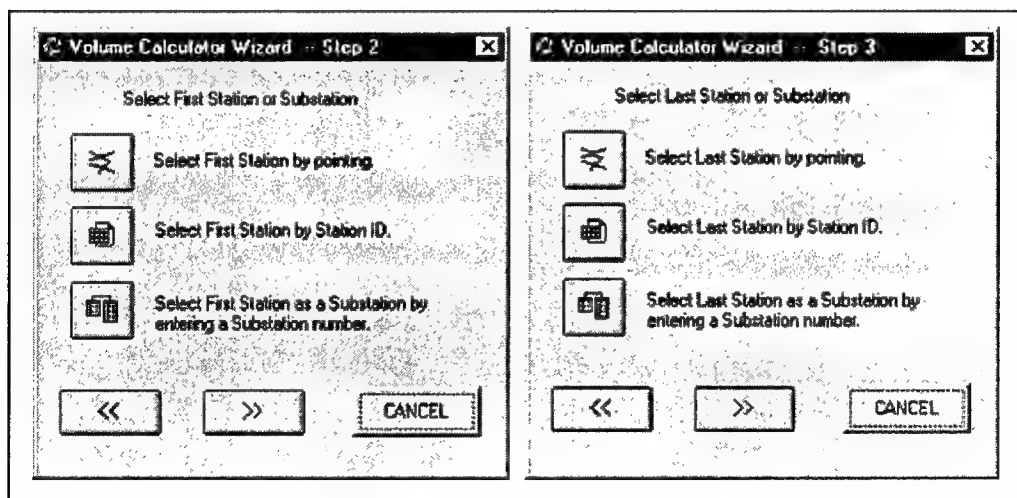 Volume Calculator Wizard -- Step 2
Select First Station or Substation
Select First Station by pointing.
Select First Station by Station ID.
Select First Station as a Substation by
entering a Substation number.
<< >> CANCEL
Volume Calculator Wizard -- Step 3
Select Last Station or Substation
Select Last Station by pointing.
Select Last Station by Station ID.
Select Last Station as a Substation by
entering a Substation number.
<< >> CANCEL